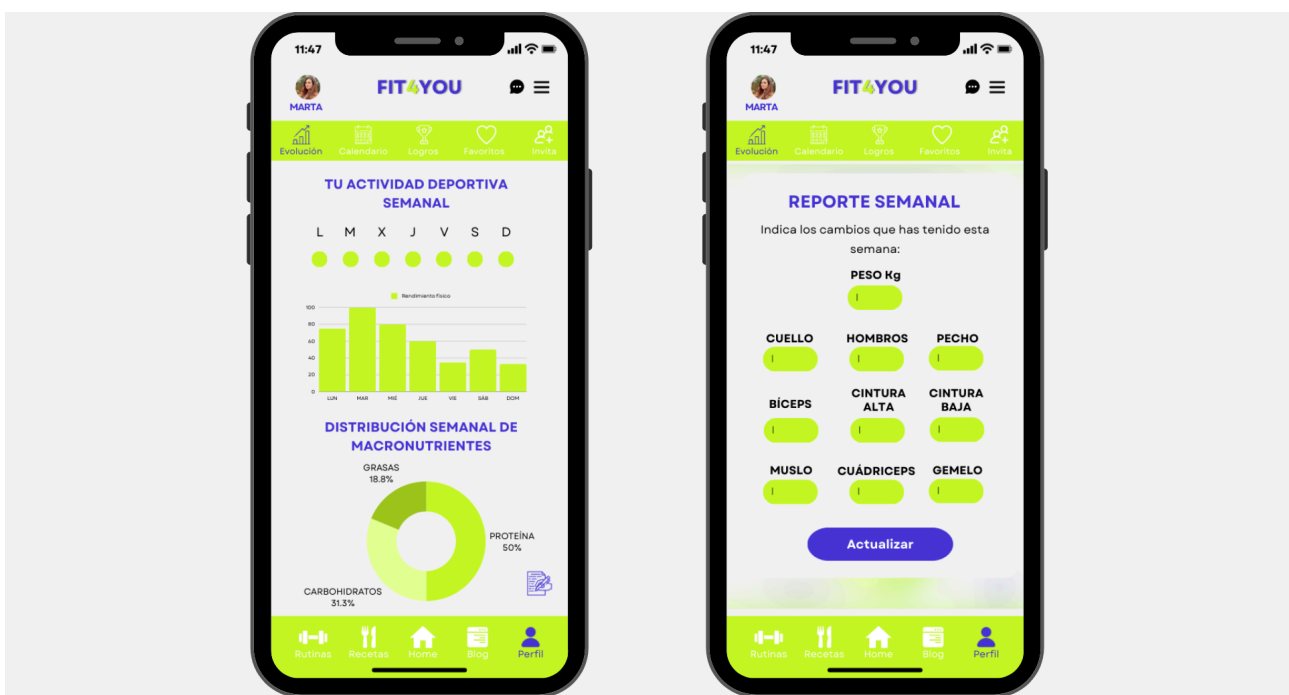 11:47
FIT4YOU
MARTA
Evolución Calendario Logros Favoritos Invita
TU ACTIVIDAD DEPORTIVA
SEMANAL
L M X J V S D
Rendimiento físico
100
80
60
40
20
0
LUN MAR MIÉ JUE VIE SÁB DOM
DISTRIBUCIÓN SEMANAL DE
MACRONUTRIENTES
GRASAS
18.8%
PROTEÍNA
50%
CARBOHIDRATOS
31.3%
Rutinas Recetas Home Blog Perfil
11:47
FIT4YOU
MARTA
Evolución Calendario Logros Favoritos Invita
REPORTE SEMANAL
Indica los cambios que has tenido esta
semana:
PESO Kg
CUELLO HOMBROS PECHO
BÍCEPS CINTURA ALTA CINTURA BAJA
MUSLO CUÁDRICEPS GEMELO
Actualizar
Rutinas Recetas Home Blog Perfil